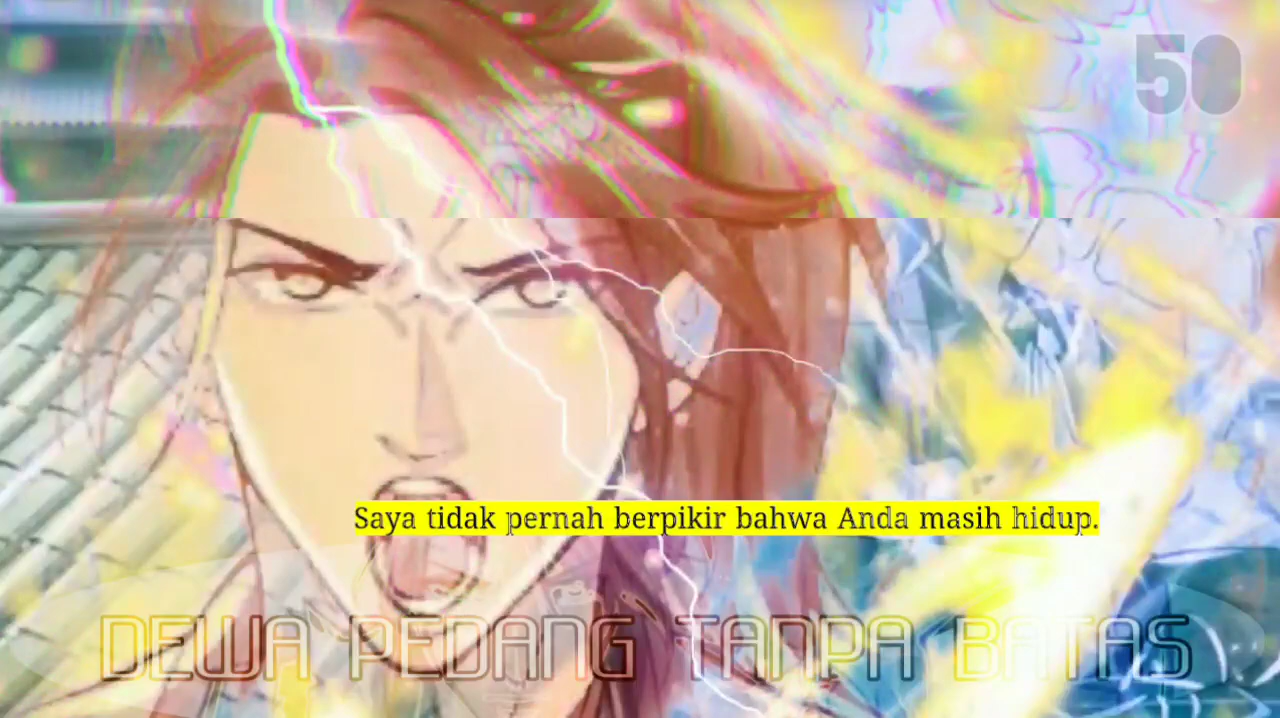 50
Saya tidak pernah berpikir bahwa Anda masih hidup.
DEWA PEDANG TANPA BATAS